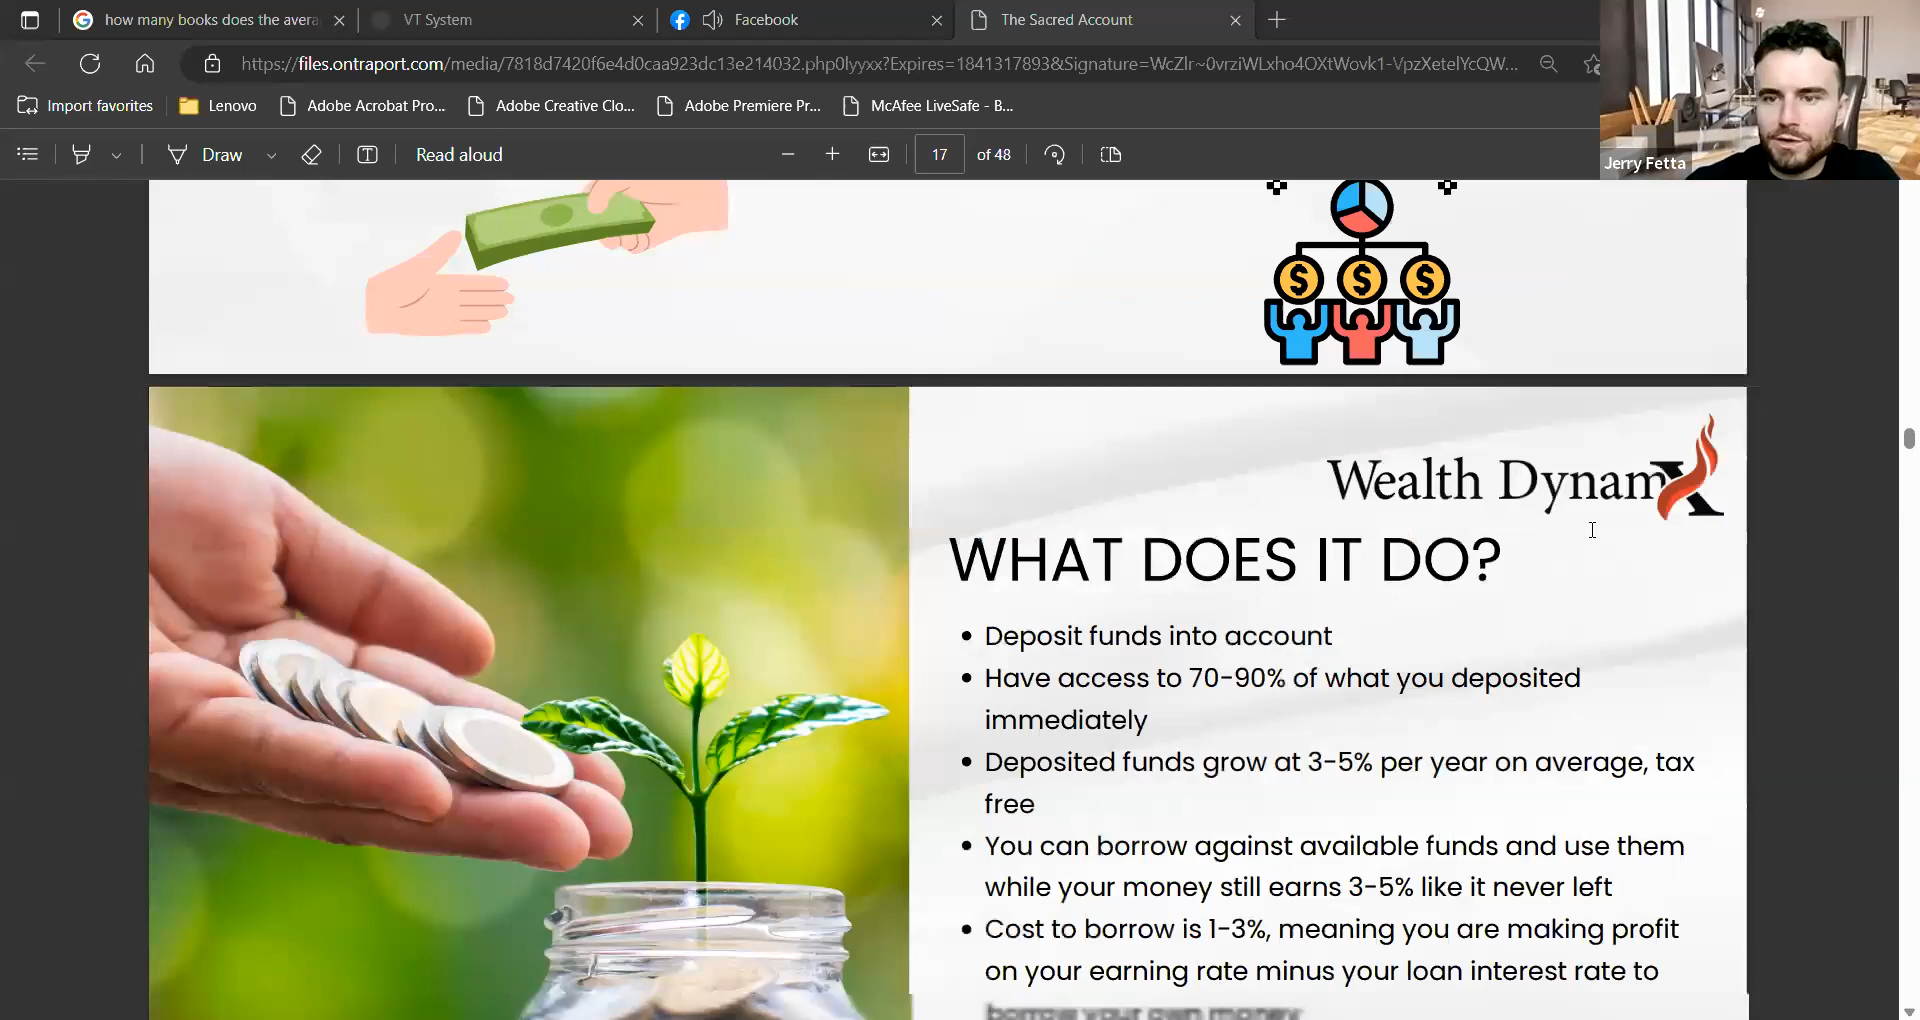 how many books does the avera
VT System
Facebook
The Sacred Account
https://files.ontraport.com/media/7818d7420f6e4d0caa923dc13e214032.php0lyyxx?Expires=1841317893&Signature=WcZlr~0vrziWLxho4OXtWovk1-VpzXetelYcQW...
Import favorites
Lenovo
Adobe Acrobat Pro...
Adobe Creative Clo...
Adobe Premiere Pr...
McAfee LiveSafe - B...
Draw
Read aloud
17
of 48
Jerry Fetta
Wealth DynamX
WHAT DOES IT DO?
• Deposit funds into account
• Have access to 70-90% of what you deposited
immediately
• Deposited funds grow at 3-5% per year on average, tax
free
• You can borrow against available funds and use them
while your money still earns 3-5% like it never left
• Cost to borrow is 1-3%, meaning you are making profit
on your earning rate minus your loan interest rate to
borrow your own money